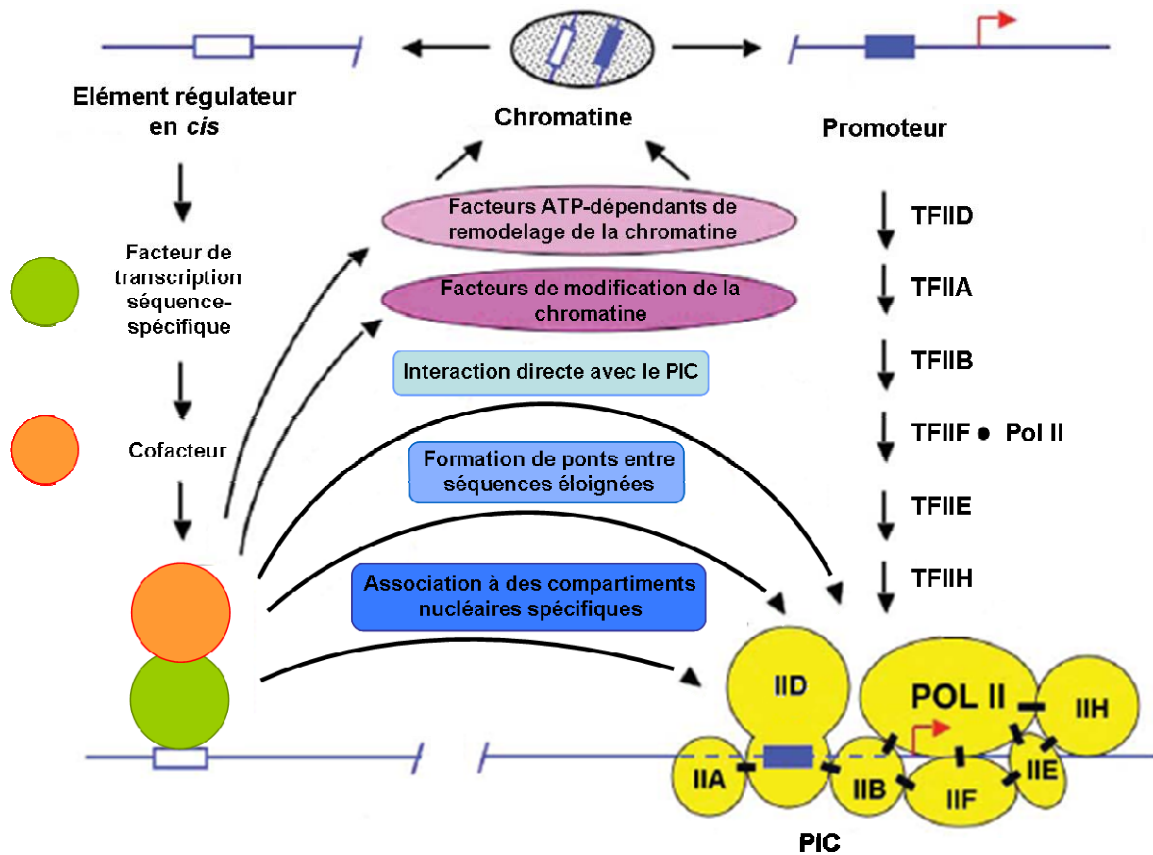 Elément régulateur
en cis
Chromatine
Promoteur
Facteur de
transcription
séquence-
spécifique
Cofacteur
Facteurs ATP-dépendants de
remodelage de la chromatine
Facteurs de modification de la
chromatine
Interaction directe avec le PIC
Formation de ponts entre
séquences éloignées
Association à des compartiments
nucléaires spécifiques
TFIID
TFIIA
TFIIB
TFIIF ● Pol II
TFIIE
TFIIH
IID
POL II
IIH
IIA
IIB
IIF
IIE
PIC